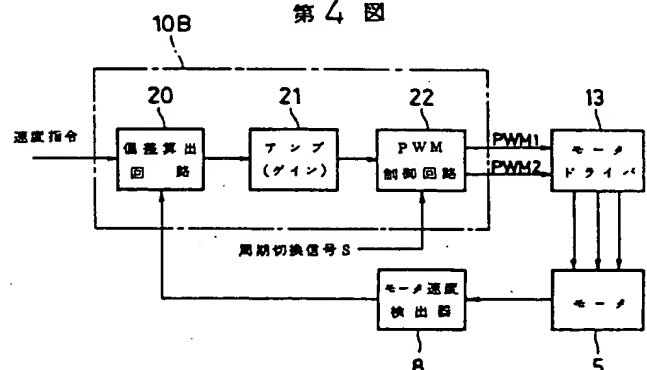 第4図
10B
20
21
22
13
速度指令
偏差算出
回路
アンプ
(ゲイン)
PWM
制御回路
PWM1
PWM2
モータ
ドライバ
周期切換信号S
モータ速度
検出器
モータ
8
5